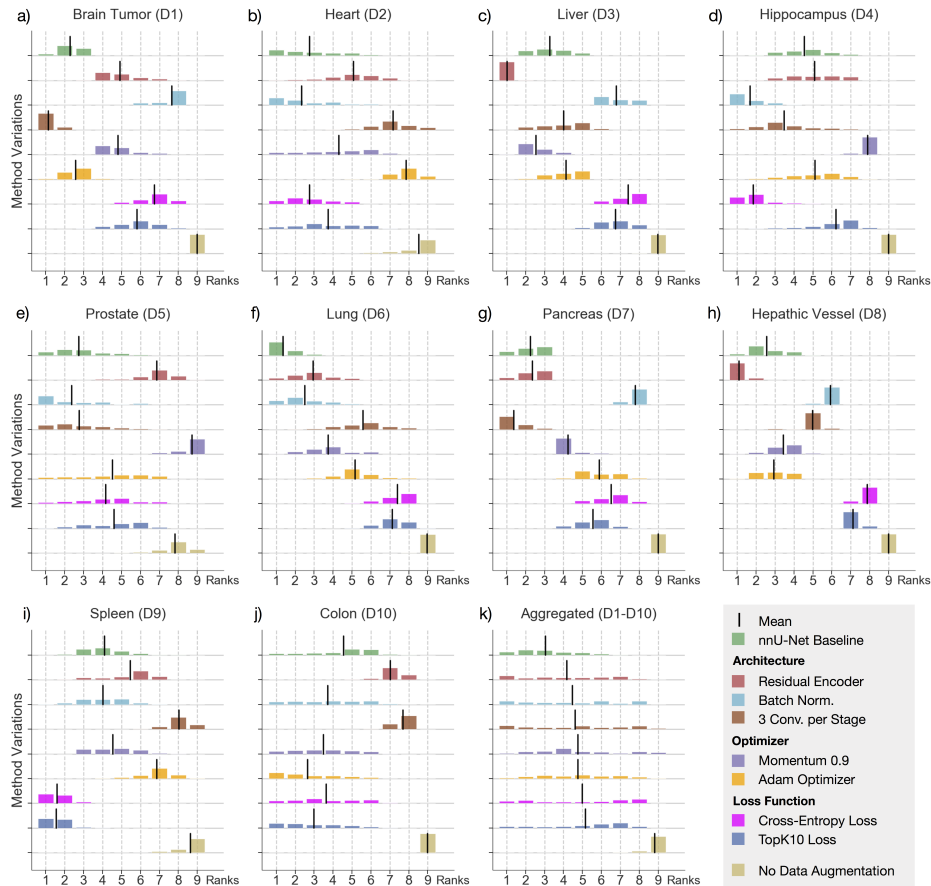 a) Brain Tumor (D1)
b) Heart (D2)
c) Liver (D3)
d) Hippocampus (D4)
Method Variations
1 2 3 4 5 6 7 8 9 Ranks
1 2 3 4 5 6 7 8 9 Ranks
1 2 3 4 5 6 7 8 9 Ranks
1 2 3 4 5 6 7 8 9 Ranks
e) Prostate (D5)
f) Lung (D6)
g) Pancreas (D7)
h) Hepathic Vessel (D8)
Method Variations
1 2 3 4 5 6 7 8 9 Ranks
1 2 3 4 5 6 7 8 9 Ranks
1 2 3 4 5 6 7 8 9 Ranks
1 2 3 4 5 6 7 8 9 Ranks
i) Spleen (D9)
j) Colon (D10)
k) Aggregated (D1-D10)
Method Variations
1 2 3 4 5 6 7 8 9 Ranks
1 2 3 4 5 6 7 8 9 Ranks
1 2 3 4 5 6 7 8 9 Ranks
Mean
nnU-Net Baseline
Architecture
Residual Encoder
Batch Norm.
3 Conv. per Stage
Optimizer
Momentum 0.9
Adam Optimizer
Loss Function
Cross-Entropy Loss
TopK10 Loss
No Data Augmentation